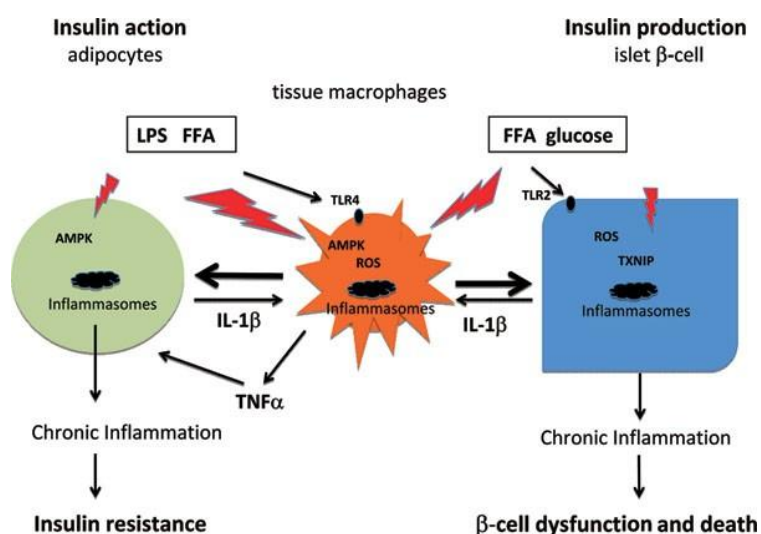 Insulin action
adipocytes
Insulin production
islet β-cell
tissue macrophages
LPS FFA
FFA glucose
TLR4
TLR2
AMPK
AMPK
ROS
ROS
TXNIP
Inflammasomes
Inflammasomes
Inflammasomes
IL-1β
IL-1β
TNFα
Chronic Inflammation
Chronic Inflammation
Insulin resistance
β-cell dysfunction and death